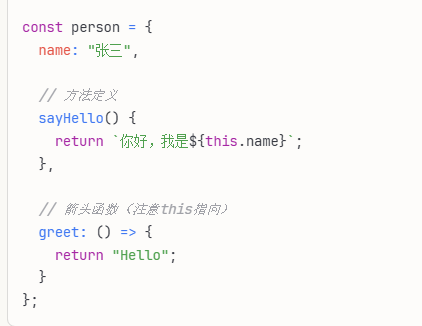 const person = {
  name: "张三",
  // 方法定义
  sayHello() {
    return `你好，我是${this.name}`;
  },
  // 箭头函数（注意this指向）
  greet: () => {
    return "Hello";
  }
};